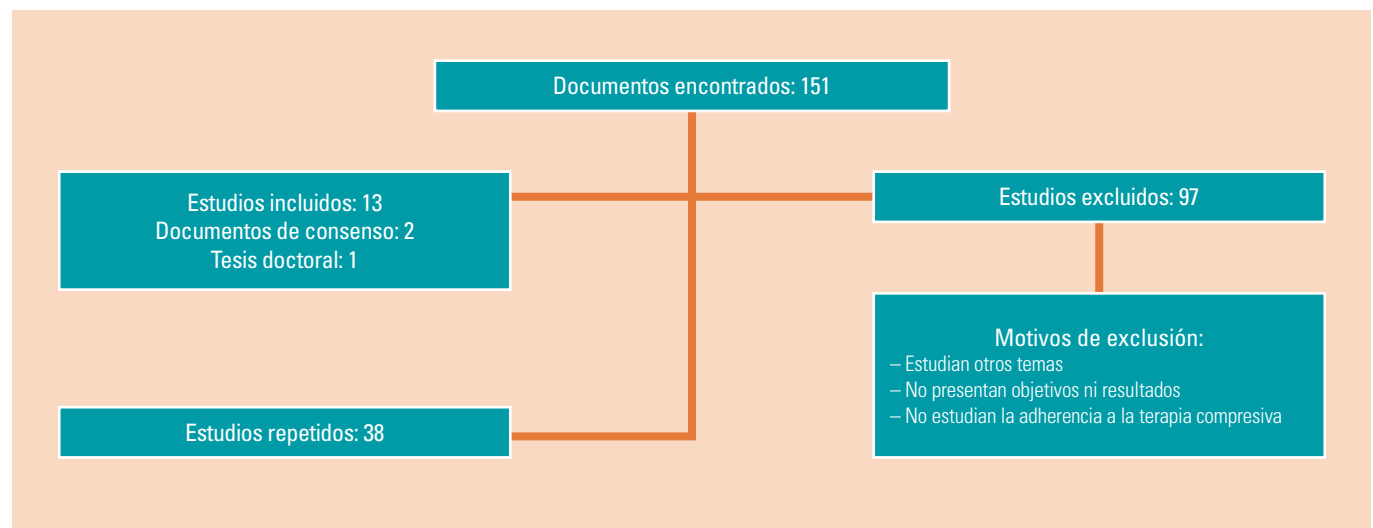 Documentos encontrados: 151
Estudios incluidos: 13
Documentos de consenso: 2
Tesis doctoral: 1
Estudios excluidos: 97
Motivos de exclusión:
– Estudian otros temas
– No presentan objetivos ni resultados
– No estudian la adherencia a la terapia compresiva
Estudios repetidos: 38